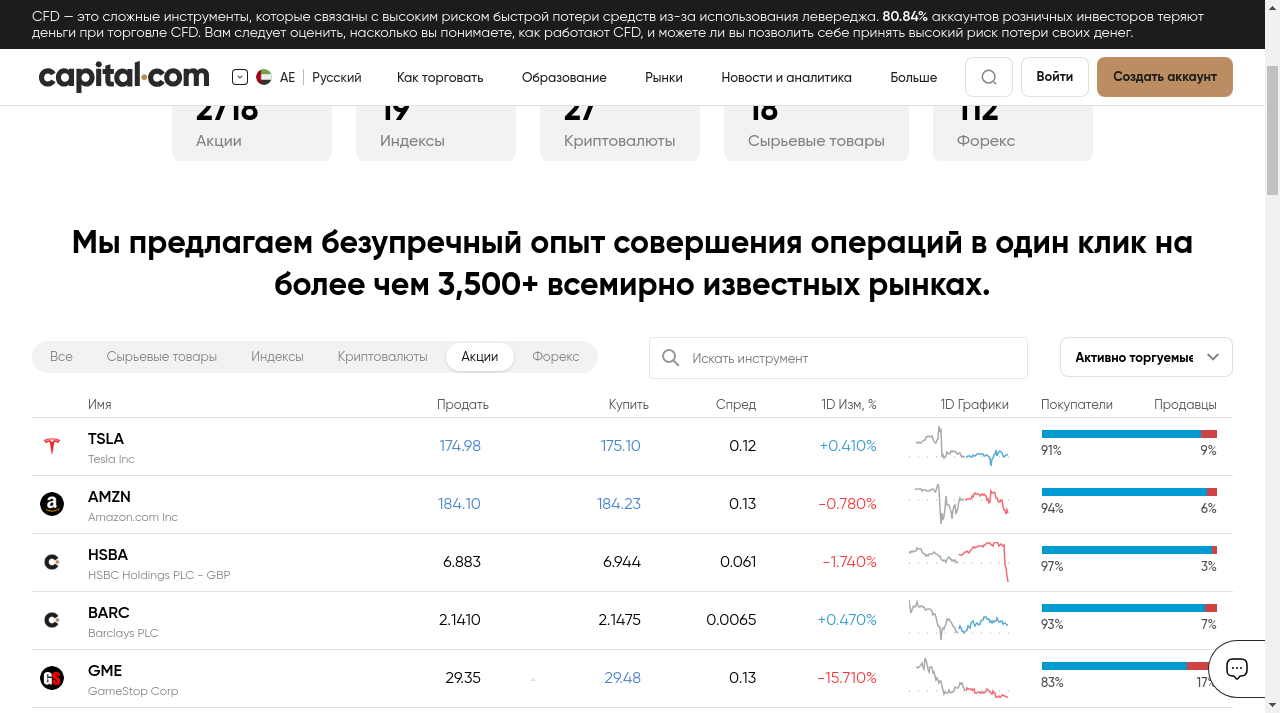 CFD — это сложные инструменты, которые связаны с высоким риском быстрой потери средств из-за использования левереджа. 80.84% аккаунтов розничных инвесторов теряют
деньги при торговле CFD. Вам следует оценить, насколько вы понимаете, как работают CFD, и можете ли вы позволить себе принять высокий риск потери своих денег.
capital.com AE Русский Как торговать Образование Рынки Новости и аналитика Больше Войти Создать аккаунт
2718 19 27 18 112
Акции Индексы Криптовалюты Сырьевые товары Форекс
Мы предлагаем безупречный опыт совершения операций в один клик на
более чем 3,500+ всемирно известных рынках.
Все Сырьевые товары Индексы Криптовалюты Акции Форекс Искать инструмент Активно торгуемые
Имя Продать Купить Спред 1D Изм, % 1D Графики Покупатели Продавцы
TSLA 174.98 175.10 0.12 +0.410%
Tesla Inc 91% 9%
AMZN 184.10 184.23 0.13 -0.780%
Amazon.com Inc 94% 6%
HSBA 6.883 6.944 0.061 -1.740%
HSBC Holdings PLC - GBP 97% 3%
BARC 2.1410 2.1475 0.0065 +0.470%
Barclays PLC 93% 7%
GME 29.35 29.48 0.13 -15.710%
GameStop Corp 83% 17%